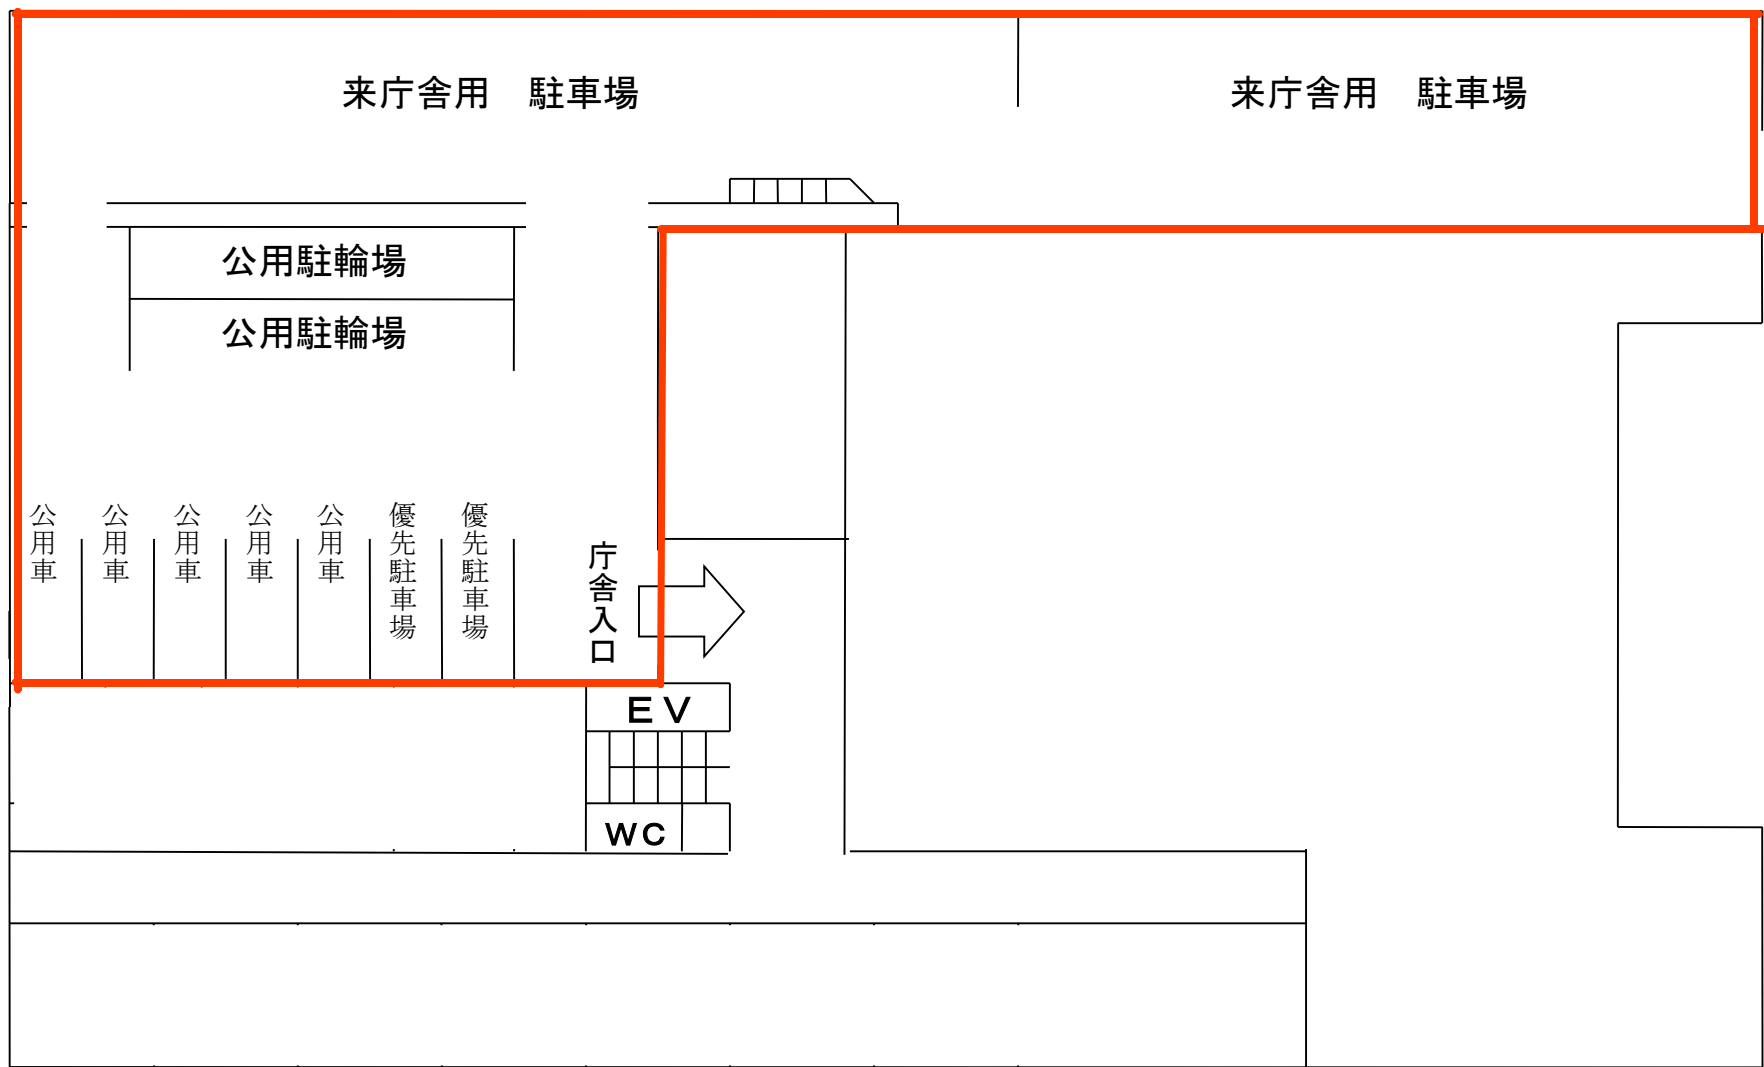 来庁舎用　駐車場
来庁舎用　駐車場
公用駐輪場
公用駐輪場
公用車
公用車
公用車
公用車
公用車
優先駐車場
優先駐車場
庁舎入口
ＥＶ
ＷＣ